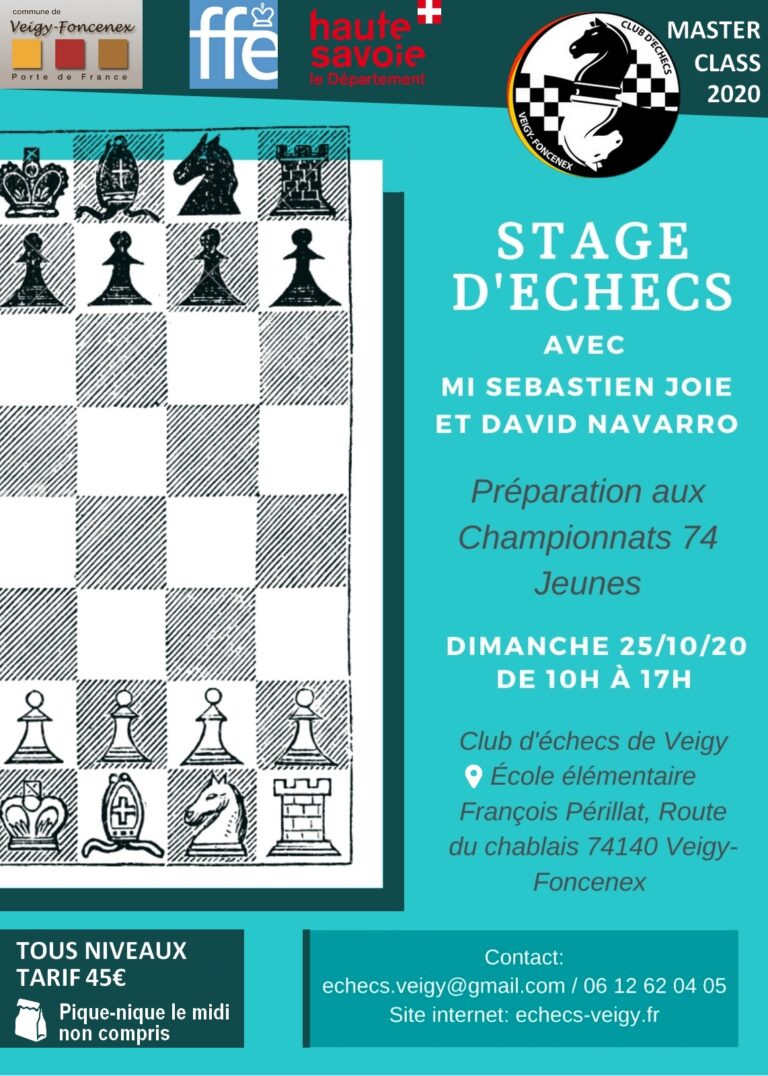 commune de
Veigy-Foncenex
Porte de France
ffe
haute
savoie
le Département
CLUB D'ECHECS
VEIGY-FONCENEX
MASTER
CLASS
2020
STAGE
D'ECHECS
AVEC
MI SEBASTIEN JOIE
ET DAVID NAVARRO
Préparation aux
Championnats 74
Jeunes
DIMANCHE 25/10/20
DE 10H À 17H
Club d'échecs de Veigy
École élémentaire
François Périllat, Route
du chablais 74140 Veigy-
Foncenex
TOUS NIVEAUX
TARIF 45€
Pique-nique le midi
non compris
Contact:
echecs.veigy@gmail.com / 06 12 62 04 05
Site internet: echecs-veigy.fr